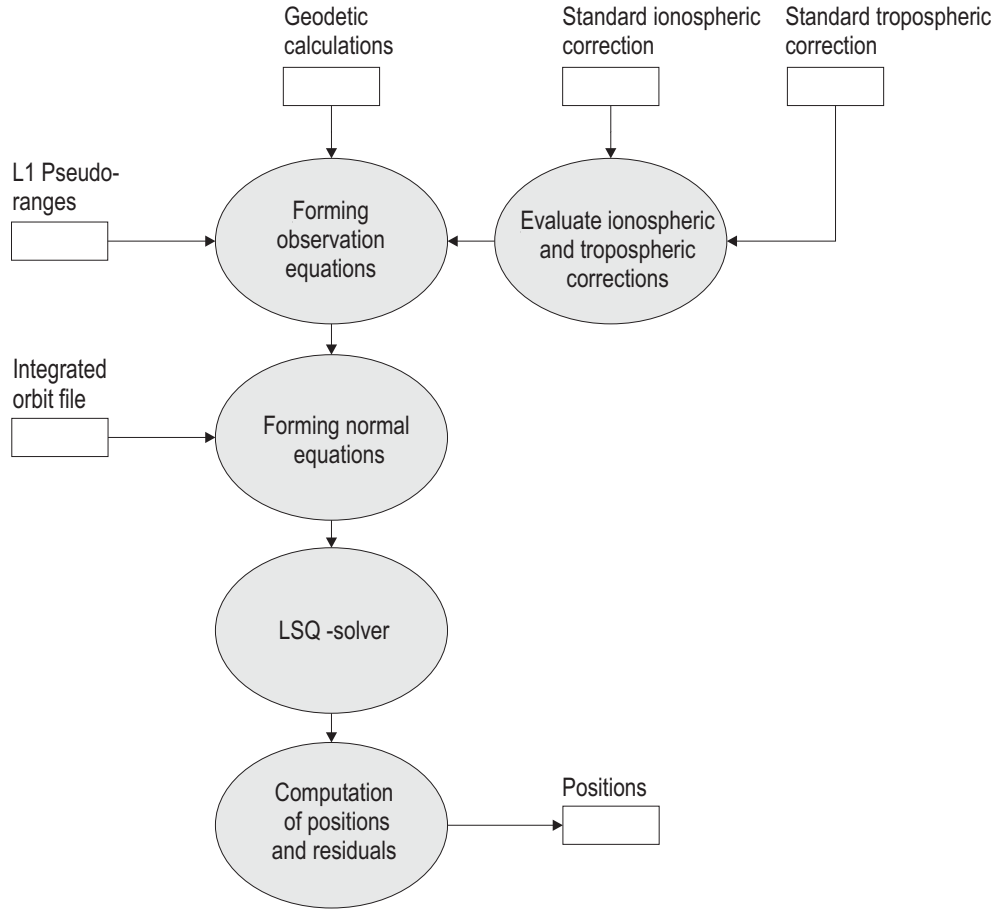 Geodetic
calculations
Standard ionospheric
correction
Standard tropospheric
correction
L1 Pseudo-
ranges
Forming
observation
equations
Evaluate ionospheric
and tropospheric
corrections
Integrated
orbit file
Forming normal
equations
LSQ -solver
Computation
of positions
and residuals
Positions